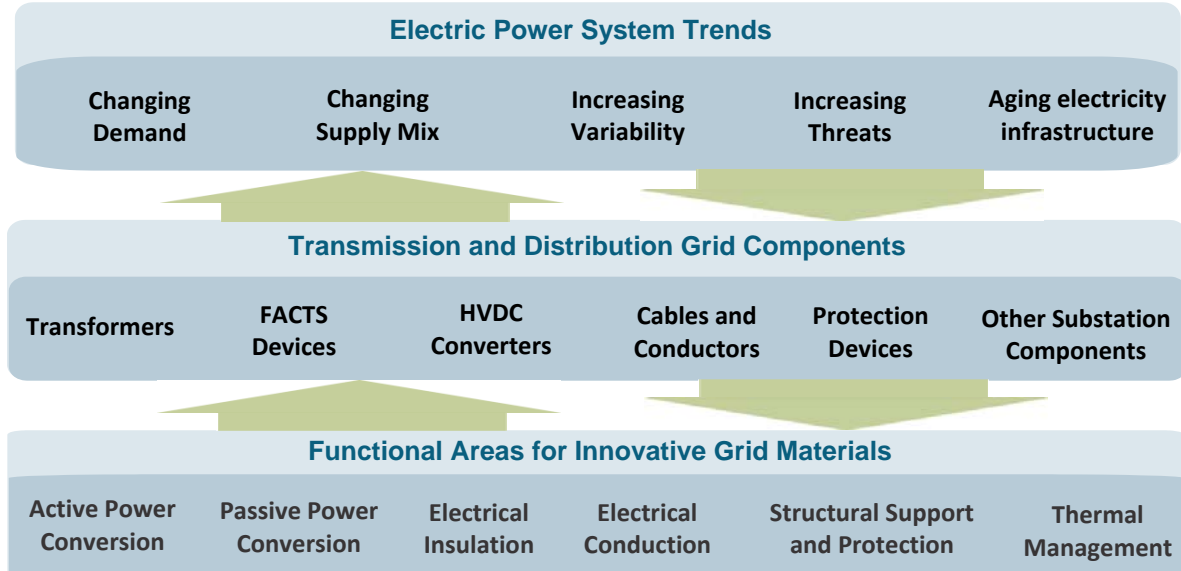 Electric Power System Trends
Changing
Demand
Changing
Supply Mix
Increasing
Variability
Increasing
Threats
Aging electricity
infrastructure
Transmission and Distribution Grid Components
Transformers
FACTS
Devices
HVDC
Converters
Cables and
Conductors
Protection
Devices
Other Substation
Components
Functional Areas for Innovative Grid Materials
Active Power
Conversion
Passive Power
Conversion
Electrical
Insulation
Electrical
Conduction
Structural Support
and Protection
Thermal
Management